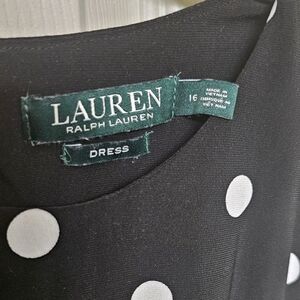 LAUREN
RALPH LAUREN
DRESS
16
MADE IN
VIETNAM